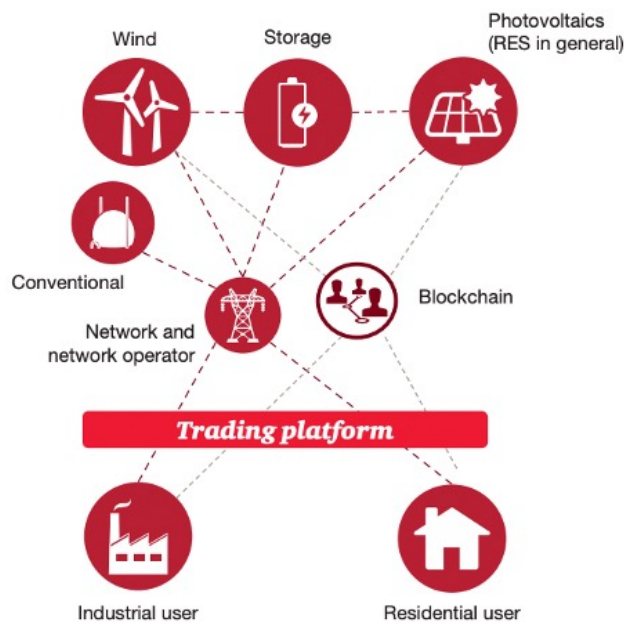 Wind
Storage
Photovoltaics
(RES in general)
Conventional
Blockchain
Network and
network operator
Trading platform
Industrial user
Residential user